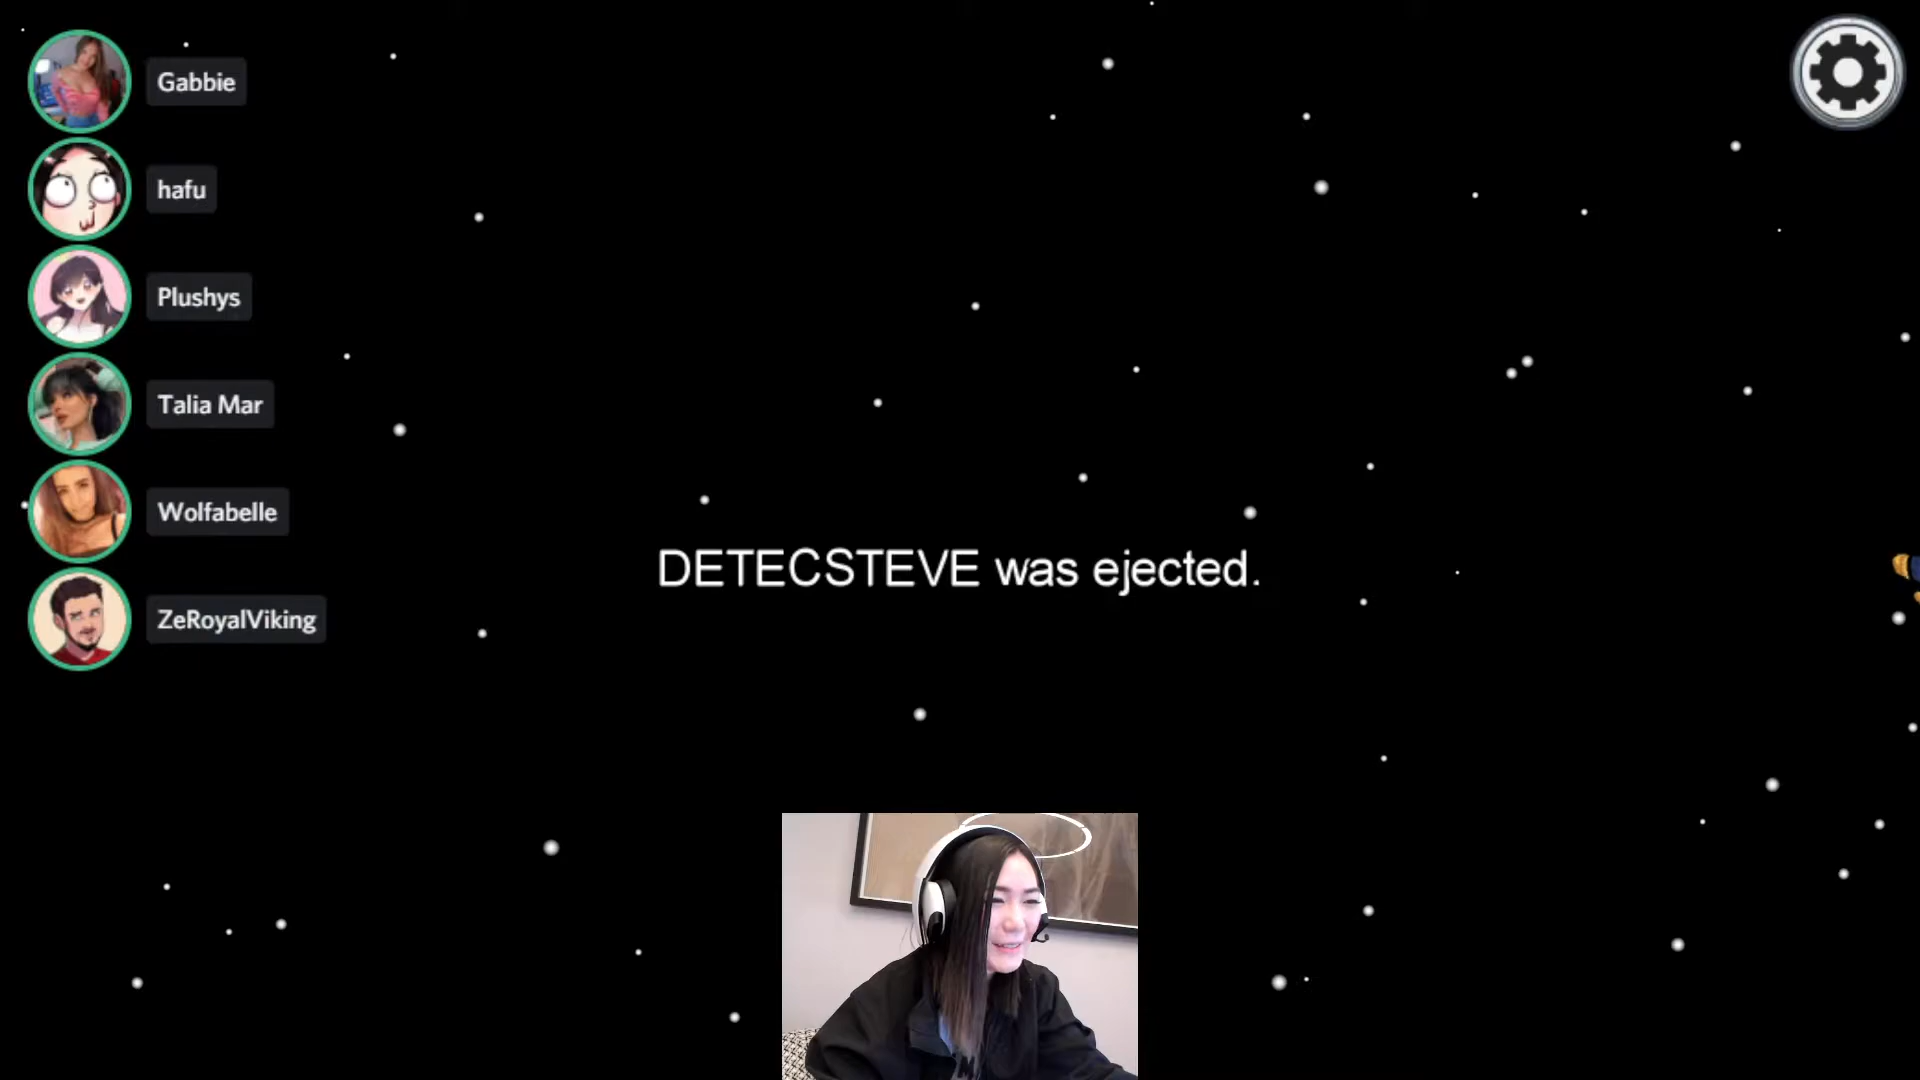 Gabbie
hafu
Plushys
Talia Mar
Wolfabelle
DETECSTEVE was ejected.
ZeRoyalViking